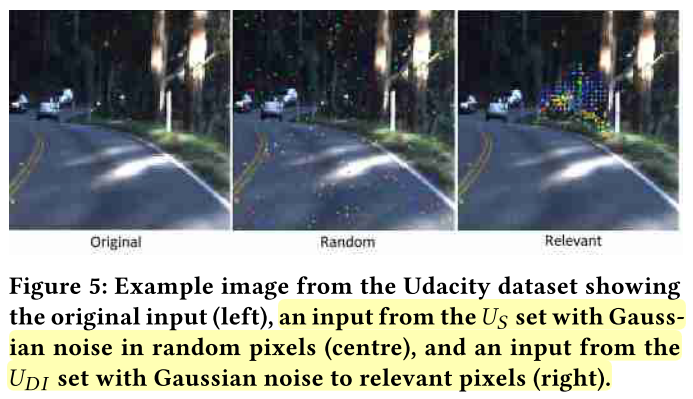 Original
Random
Relevant
Figure 5: Example image from the Udacity dataset showing
the original input (left), an input from the U_S set with Gauss-
ian noise in random pixels (centre), and an input from the
U_DI set with Gaussian noise to relevant pixels (right).